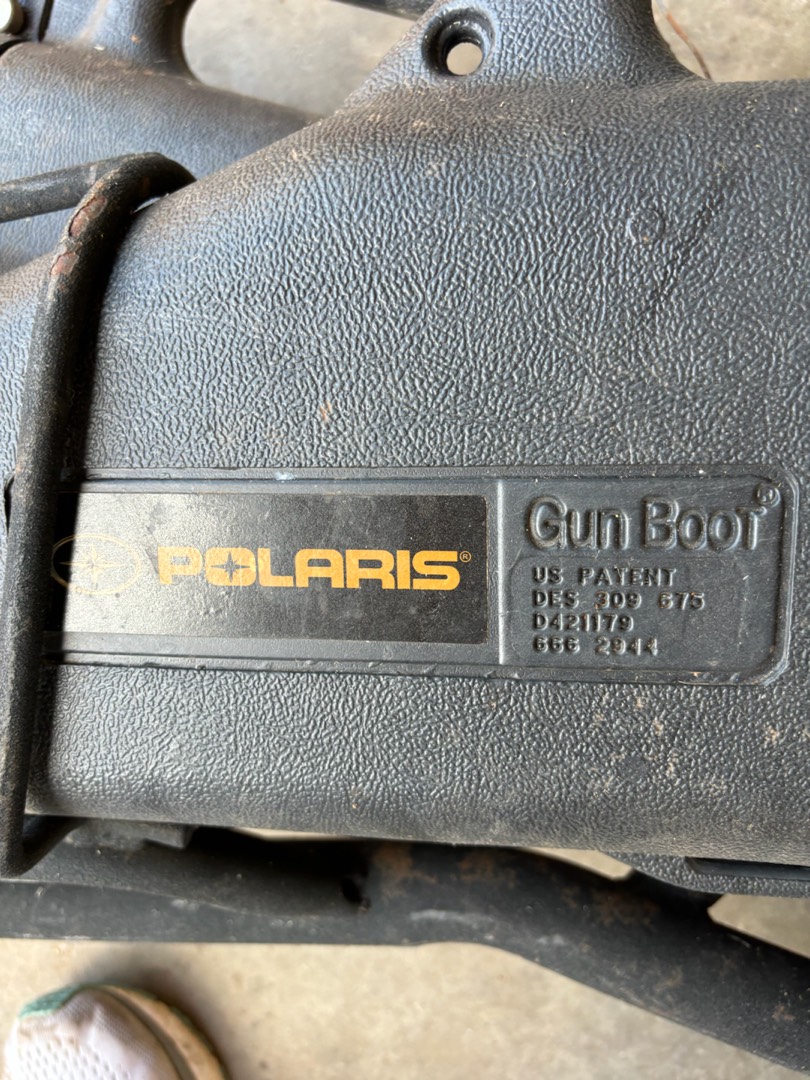 POLARIS®
Gun Boot®
US PATENT
DES 309 675
D421179
666 2944